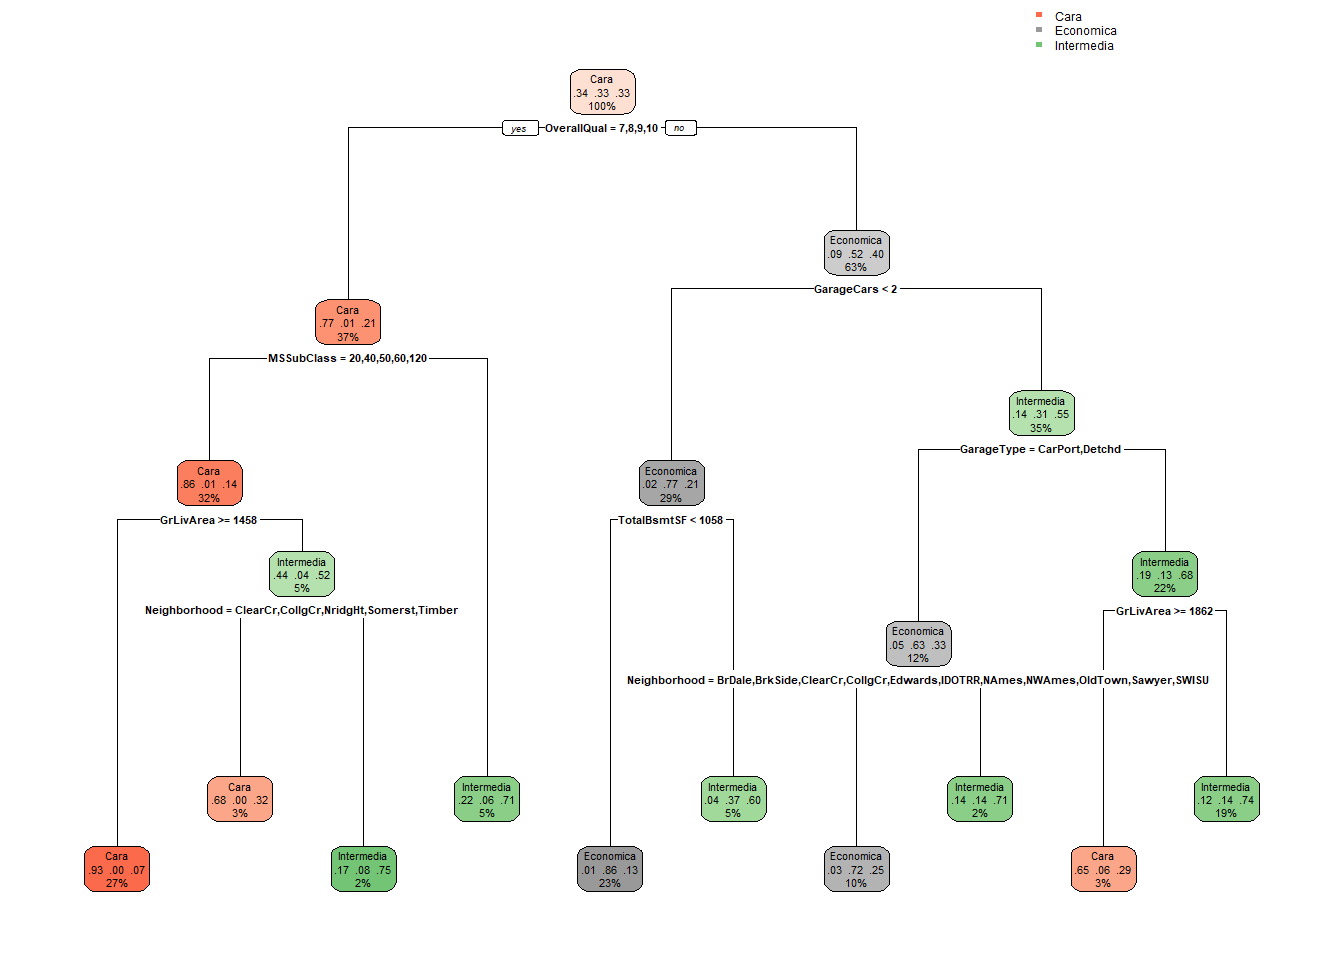 Cara
Economica
Intermedia
Cara
.34 .33 .33
100%
yes
OverallQual = 7,8,9,10
no
Economica
.09 .52 .40
63%
GarageCars < 2
Cara
.77 .01 .21
37%
MSSubClass = 20,40,50,60,120
Intermedia
.14 .31 .55
35%
GarageType = CarPort,Detchd
Cara
.86 .01 .14
32%
GrLivArea >= 1458
Economica
.02 .77 .21
29%
TotalBsmtSF < 1058
Intermedia
.44 .04 .52
5%
Neighborhood = ClearCr,CollgCr,NridgHt,Somerst,Timber
Intermedia
.19 .13 .68
22%
GrLivArea >= 1862
Economica
.05 .63 .33
12%
Neighborhood = BrDale,BrkSide,ClearCr,CollgCr,Edwards,IDOTRR,NAmes,NWAmes,OldTown,Sawyer,SWISU
Cara
.68 .00 .32
3%
Intermedia
.22 .06 .71
5%
Intermedia
.04 .37 .60
5%
Intermedia
.14 .14 .71
2%
Intermedia
.12 .14 .74
19%
Cara
.93 .00 .07
27%
Intermedia
.17 .08 .75
2%
Economica
.01 .86 .13
23%
Economica
.03 .72 .25
10%
Cara
.65 .06 .29
3%